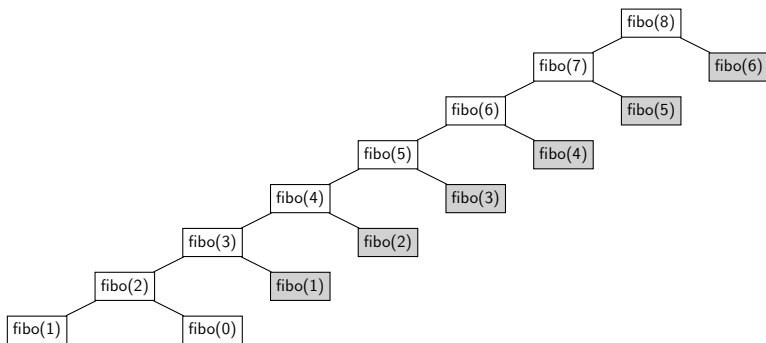 fibo(8)
fibo(7) fibo(6)
fibo(6) fibo(5)
fibo(5) fibo(4)
fibo(4) fibo(3)
fibo(3) fibo(2)
fibo(2) fibo(1)
fibo(1) fibo(0)